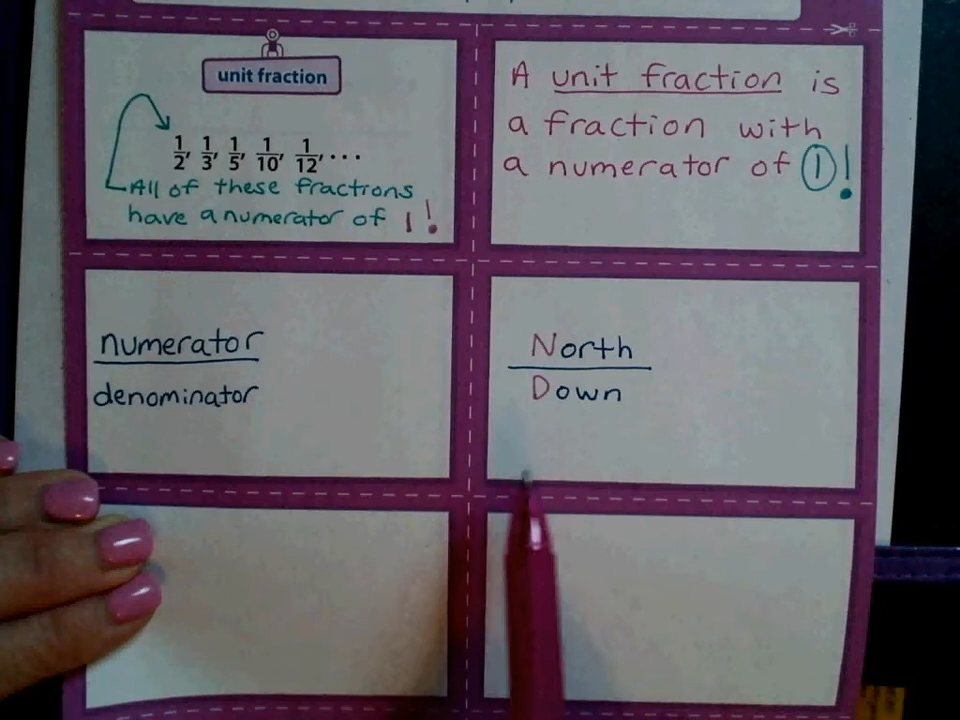 unit fraction
1/2, 1/3, 1/5, 1/10, 1/12, ...
All of these fractions
have a numerator of 1!
A unit fraction is
a fraction with
a numerator of 1!
numerator
denominator
North
Down